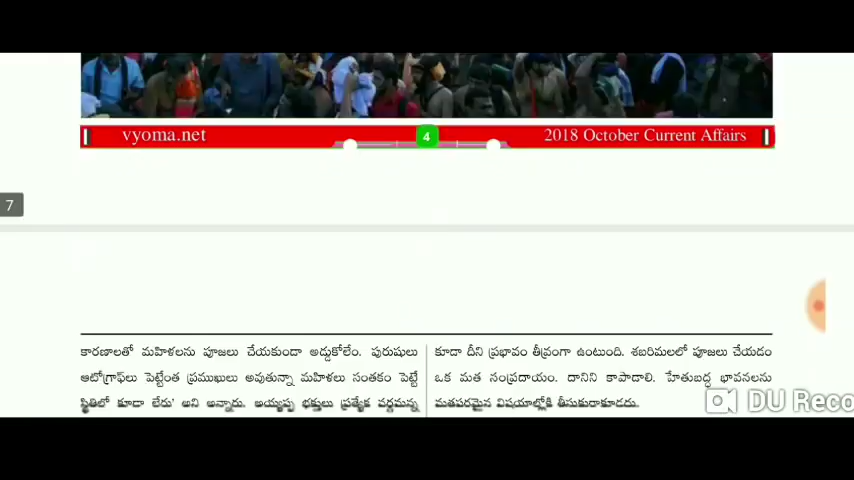 vyoma.net
4
2018 October Current Affairs
7
కారణాలతో మహిళలను పూజలు చేయకుండా అడ్డుకోలేం. పురుషులు
ఆటోగ్రాఫ్‌లు పెట్టేంత ప్రముఖులు అవుతున్నా మహిళలు సంతకం పెట్టే
స్థితిలో కూడా లేరు' అని అన్నారు. అయ్యప్ప భక్తులు ప్రత్యేక వర్గమన్న
కూడా దీని ప్రభావం తీవ్రంగా ఉంటుంది. శబరిమలలో పూజలు చేయడం
ఒక మత సంప్రదాయం. దానిని కాపాడాలి. హేతుబద్ధ భావనలను
మతపరమైన విషయాల్లోకి తీసుకురాకూడదు.
DU Reco